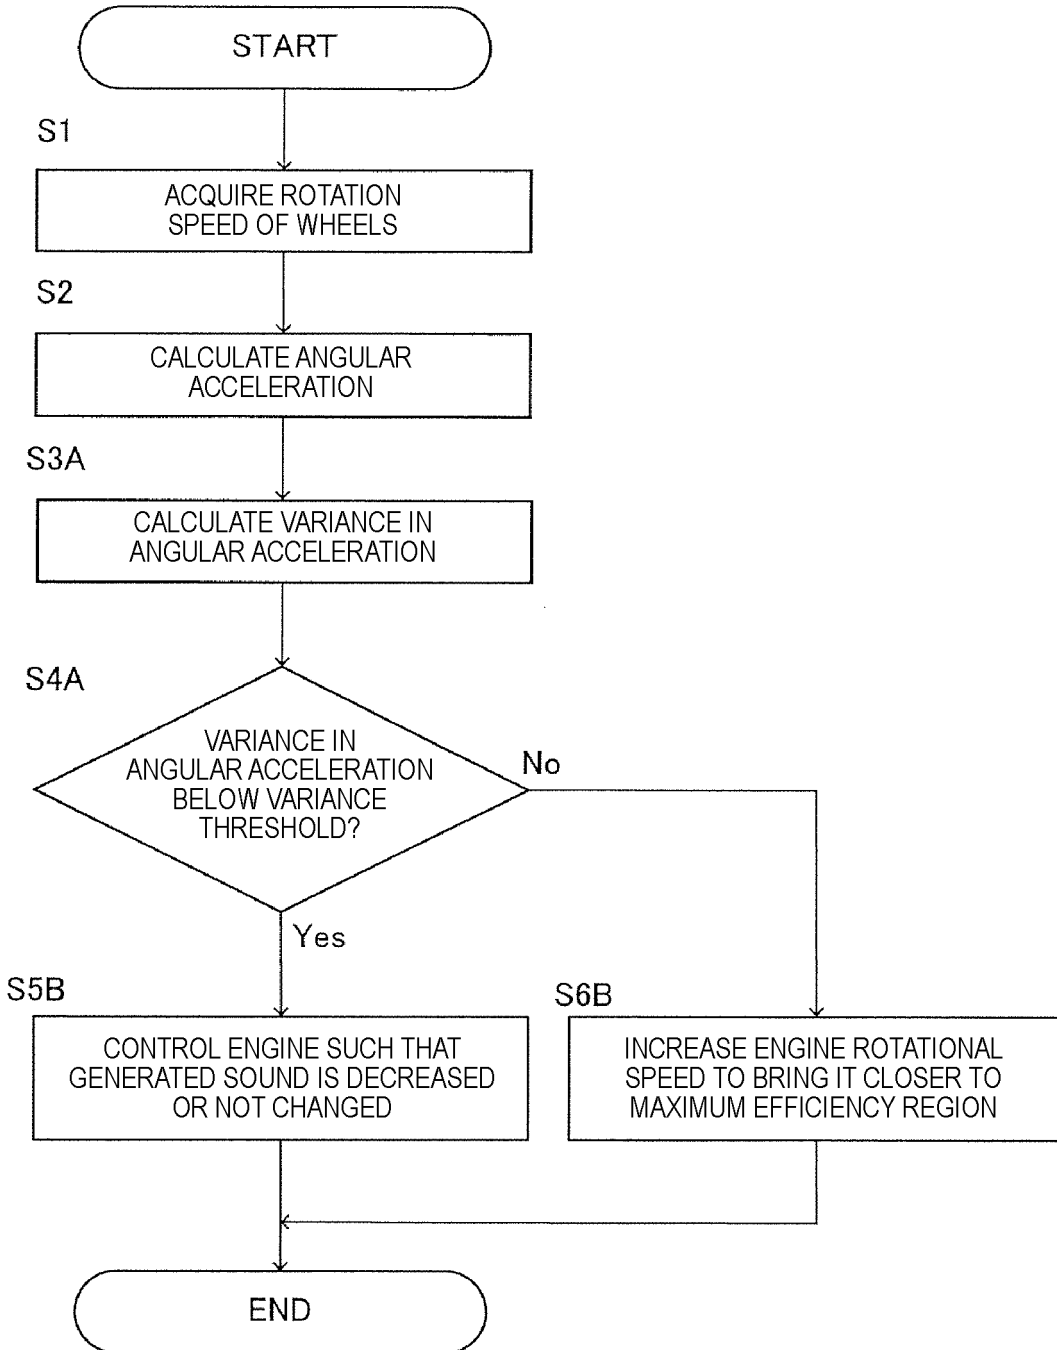 START
S1
ACQUIRE ROTATION
SPEED OF WHEELS
S2
CALCULATE ANGULAR
ACCELERATION
S3A
CALCULATE VARIANCE IN
ANGULAR ACCELERATION
S4A
VARIANCE IN
ANGULAR ACCELERATION
BELOW VARIANCE
THRESHOLD?
No
Yes
S5B
CONTROL ENGINE SUCH THAT
GENERATED SOUND IS DECREASED
OR NOT CHANGED
S6B
INCREASE ENGINE ROTATIONAL
SPEED TO BRING IT CLOSER TO
MAXIMUM EFFICIENCY REGION
END